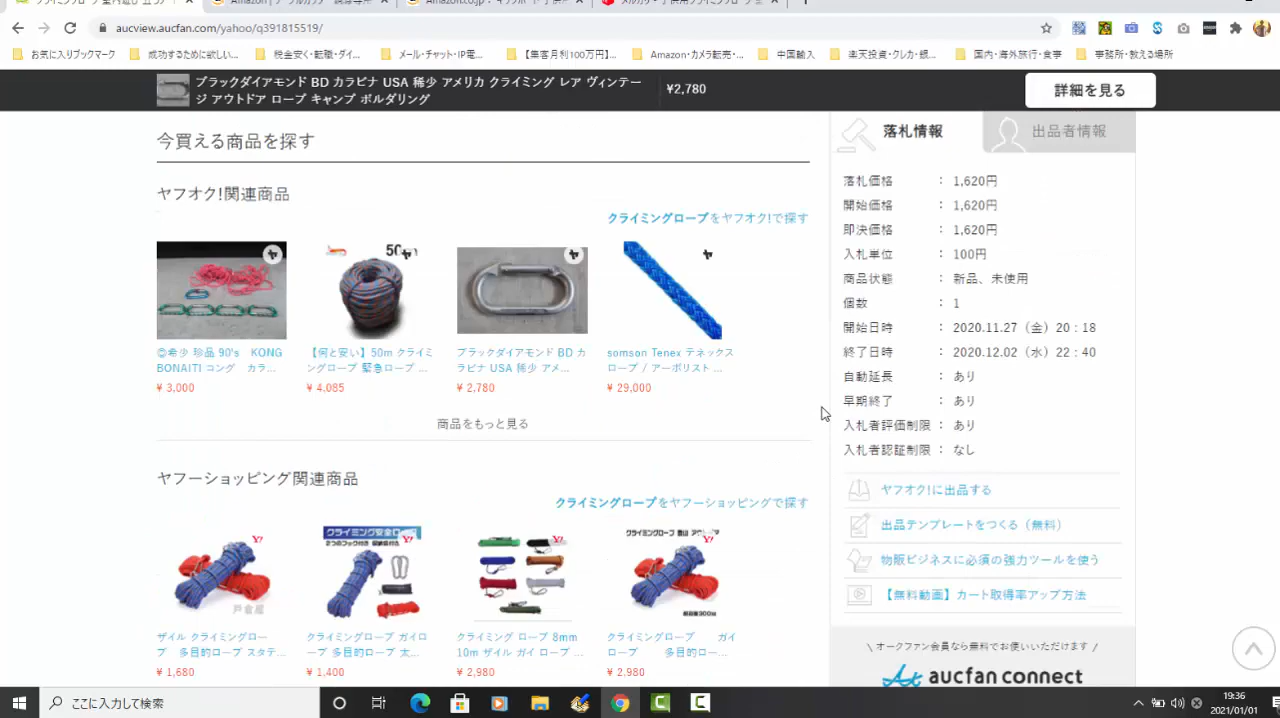 aucview.aucfan.com/yahoo/q391815519/
お気に入りブックマーク
成功するために欲しい...
税金安い・転職・ダイ...
メール・チャット・IP電...
【集客月利100万円】...
Amazon・カメラ転売・...
中国輸入
楽天投資・クレカ・銀...
国内・海外旅行・食事
事務所・教える場所
ブラックダイアモンド BD カラビナ USA 稀少 アメリカ クライミング レア ヴィンテー
ジ アウトドア ロープ キャンプ ボルダリング
¥2,780
詳細を見る
今買える商品を探す
ヤフオク!関連商品
クライミングロープをヤフオク!で探す
50m
◎希少 珍品 90's KONG
BONAITI コング カラ...
¥ 3,000
【何と安い】50m クライミ
ングロープ 緊急ロープ ...
¥ 4,085
ブラックダイアモンド BD カ
ラビナ USA 稀少 アメ...
¥ 2,780
somson Tenex テネックス
ロープ / アーボリスト ...
¥ 29,000
商品をもっと見る
ヤフーショッピング関連商品
クライミングロープをヤフーショッピングで探す
戸倉屋
ザイル クライミングロー
プ 多目的ロープ スタテ...
¥ 1,680
クライミング安全ロープ
2つのフック付き 収納袋付
クライミングロープ ガイロ
ープ 多目的ロープ 太...
¥ 1,400
クライミング ロープ 8mm
10m ザイル ガイ ロープ ...
¥ 2,980
クライミングロープ ガイ
ロープ 多目的ロー...
¥ 2,980
落札情報
出品者情報
落札価格 : 1,620円
開始価格 : 1,620円
即決価格 : 1,620円
入札単位 : 100円
商品状態 : 新品、未使用
個数 : 1
開始日時 : 2020.11.27（金）20：18
終了日時 : 2020.12.02（水）22：40
自動延長 : あり
早期終了 : あり
入札者評価制限 : あり
入札者認証制限 : なし
ヤフオク!に出品する
出品テンプレートをつくる（無料）
物販ビジネスに必須の強力ツールを使う
【無料動画】カート取得率アップ方法
\ オークファン会員なら無料でお使いいただけます /
aucfan connect
ここに入力して検索
19:36
2021/01/01